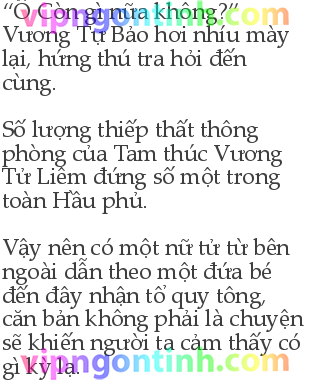 “Ồ, Còn gì nữa không?”
vipngontinh.com
Vương Tự Bảo hơi nhíu mày
lại, hứng thú tra hỏi đến
cùng.
Số lượng thiếp thất thông
phòng của Tam thúc Vương
Tử Liêm đứng số một trong
toàn Hầu phủ.
Vậy nên có một nữ tử từ bên
ngoài dẫn theo một đứa bé
đến đây nhận tổ quy tông,
căn bản không phải là chuyện
sẽ khiến người ta cảm thấy có
gì kỳ lạ.
vipngontinh.com